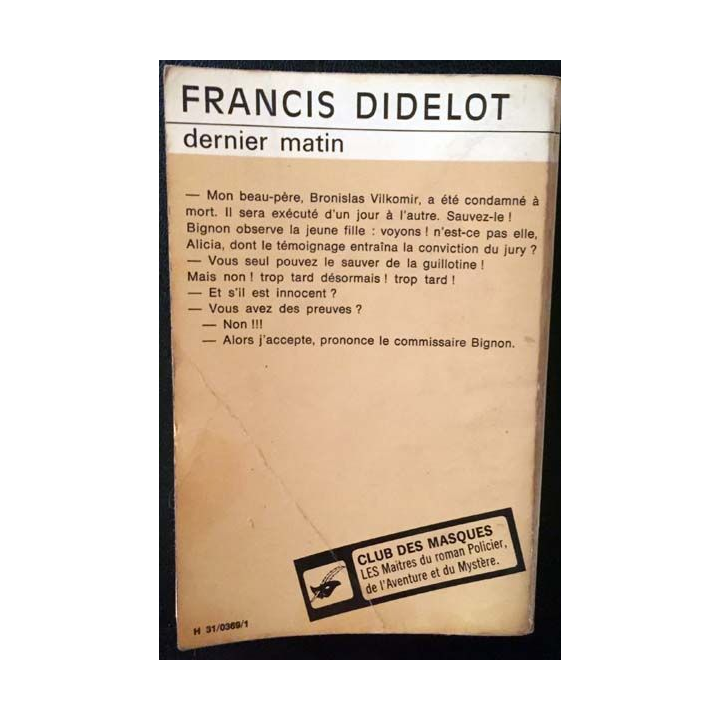 FRANCIS DIDELOT
dernier matin
— Mon beau-père, Bronislas Vilkomir, a été condamné à
mort. Il sera exécuté d'un jour à l'autre. Sauvez-le !
Bignon observe la jeune fille : voyons ! n'est-ce pas elle,
Alicia, dont le témoignage entraîna la conviction du jury ?
— Vous seul pouvez le sauver de la guillotine !
Mais non ! trop tard désormais ! trop tard !
— Et s'il est innocent ?
— Vous avez des preuves ?
— Non !!!
— Alors j'accepte, prononce le commissaire Bignon.
CLUB DES MASQUES
LES Maîtres du roman Policier,
de l'Aventure et du Mystère.
H 31/0369/1